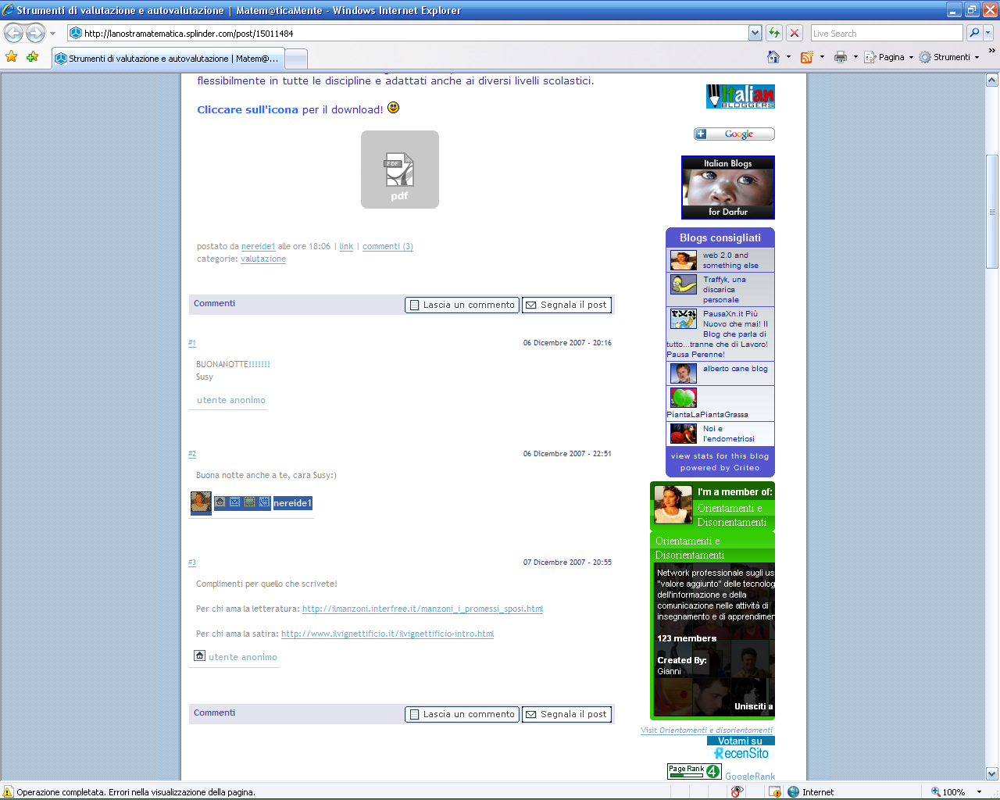 Strumenti di valutazione e autovalutazione | Matem@ticaMente - Windows Internet Explorer
http://lanostramatematica.splinder.com/post/15011484
Live Search
Strumenti di valutazione e autovalutazione | Matem@...
Pagina
Strumenti
flessibilmente in tutte le discipline e adattati anche ai diversi livelli scolastici.
Cliccare sull'icona per il download!
PDF
pdf
postato da nereide1 alle ore 18:06 | link | commenti (3)
categorie: valutazione
Commenti
Lascia un commento
Segnala il post
#1
06 Dicembre 2007 - 20:16
BUONANOTTE!!!!!!!
Susy
utente anonimo
#2
06 Dicembre 2007 - 22:51
Buona notte anche a te, cara Susy:)
nereide1
#3
07 Dicembre 2007 - 20:55
Complimenti per quello che scrivete!
Per chi ama la letteratura: http://ilmanzoni.interfree.it/manzoni_i_promessi_sposi.html
Per chi ama la satira: http://www.ilvignettificio.it/ilvignettificio-intro.html
utente anonimo
Commenti
Lascia un commento
Segnala il post
Italian
BLOGGERS
Google
Italian Blogs
for Darfur
Blogs consigliati
web 2.0 and
something else
Traffyk, una
discarica
personale
PausaXn.it Più
Nuovo che mai! Il
Blog che parla di
tutto...tranne che di Lavoro!
Pausa Perenne!
alberto cane blog
PiantaLaPiantaGrassa
Noi e
l'endometriosi
view stats for this blog
powered by Criteo
I'm a member of:
Orientamenti e
Disorientamenti
Orientamenti e
Disorientamenti
Network professionale sugli us
"valore aggiunto" delle tecnolog
dell'informazione e della
comunicazione nelle attività di
insegnamento e di apprendimen
123 members
Created By:
Gianni
Unisciti a
Visit Orientamenti e disorientamenti
Votami su
RecenSito
Page Rank 4
GoogleRank
Operazione completata. Errori nella visualizzazione della pagina.
Internet
100%